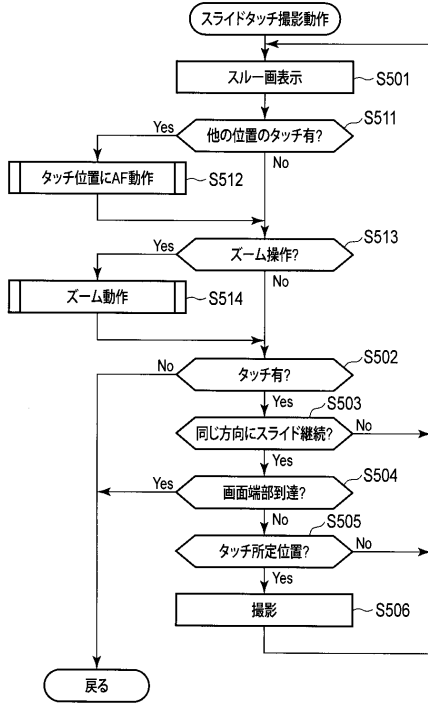 スライドタッチ撮影動作
スルー画表示
S501
他の位置のタッチ有?
S511
Yes
No
タッチ位置にAF動作
S512
ズーム操作?
S513
Yes
No
ズーム動作
S514
タッチ有?
S502
No
Yes
同じ方向にスライド継続?
S503
No
Yes
画面端部到達?
S504
Yes
No
タッチ所定位置?
S505
No
Yes
撮影
S506
戻る